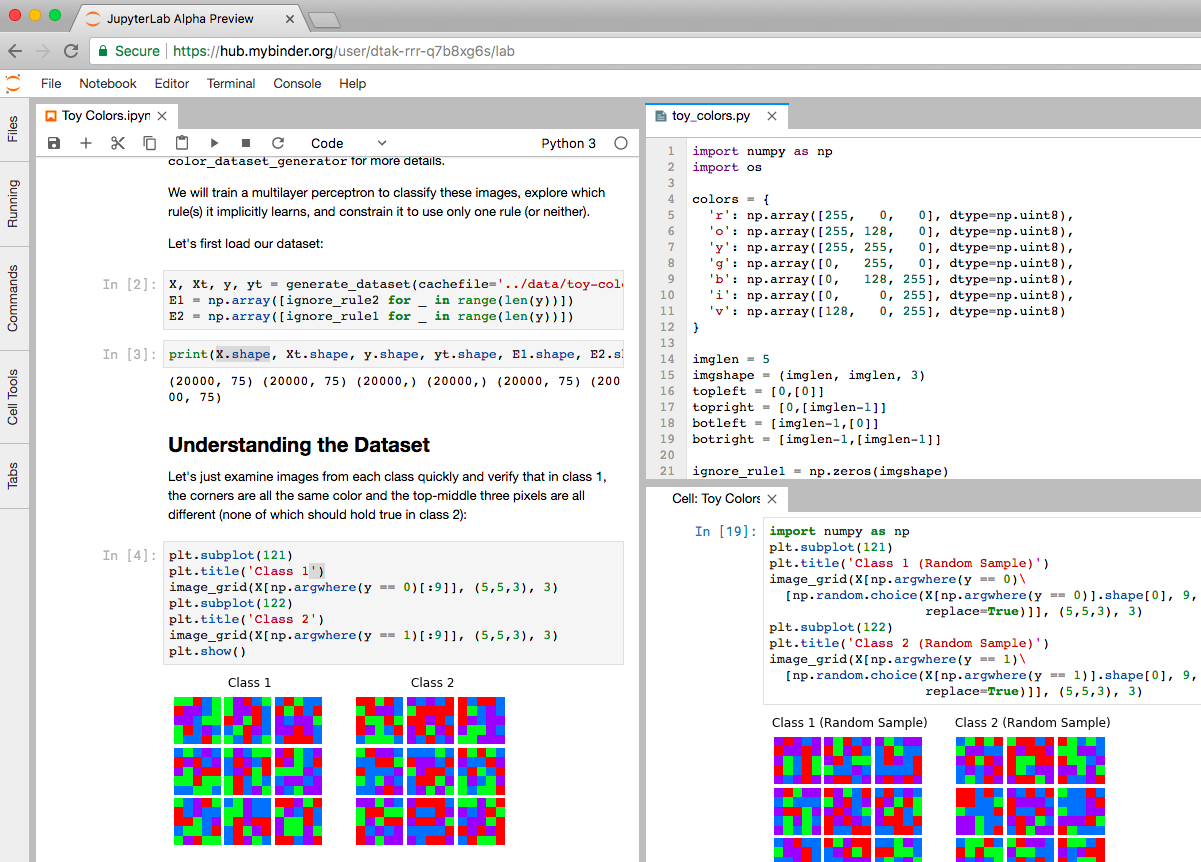 JupyterLab Alpha Preview
Secure | https://hub.mybinder.org/user/dtak-rrr-q7b8xg6s/lab
File Notebook Editor Terminal Console Help
Files
Running
Commands
Cell Tools
Tabs
Toy Colors.ipyn
Code Python 3
color_dataset_generator for more details.
We will train a multilayer perceptron to classify these images, explore which
rule(s) it implicitly learns, and constrain it to use only one rule (or neither).
Let's first load our dataset:
In [2]:
X, Xt, y, yt = generate_dataset(cachefile='../data/toy-col
E1 = np.array([ignore_rule2 for _ in range(len(y))])
E2 = np.array([ignore_rule1 for _ in range(len(y))])
In [3]:
print(X.shape, Xt.shape, y.shape, yt.shape, E1.shape, E2.sh
(20000, 75) (20000, 75) (20000,) (20000,) (20000, 75) (200
00, 75)
Understanding the Dataset
Let's just examine images from each class quickly and verify that in class 1,
the corners are all the same color and the top-middle three pixels are all
different (none of which should hold true in class 2):
In [4]:
plt.subplot(121)
plt.title('Class 1')
image_grid(X[np.argwhere(y == 0)[:9]], (5,5,3), 3)
plt.subplot(122)
plt.title('Class 2')
image_grid(X[np.argwhere(y == 1)[:9]], (5,5,3), 3)
plt.show()
Class 1 Class 2
toy_colors.py
1 import numpy as np
2 import os
3
4 colors = {
5 'r': np.array([255, 0, 0], dtype=np.uint8),
6 'o': np.array([255, 128, 0], dtype=np.uint8),
7 'y': np.array([255, 255, 0], dtype=np.uint8),
8 'g': np.array([0, 255, 0], dtype=np.uint8),
9 'b': np.array([0, 128, 255], dtype=np.uint8),
10 'i': np.array([0, 0, 255], dtype=np.uint8),
11 'v': np.array([128, 0, 255], dtype=np.uint8)
12 }
13
14 imglen = 5
15 imgshape = (imglen, imglen, 3)
16 topleft = [0,[0]]
17 topright = [0,[imglen-1]]
18 botleft = [imglen-1,[0]]
19 botright = [imglen-1,[imglen-1]]
20
21 ignore_rule1 = np.zeros(imgshape)
Cell: Toy Colors
In [19]:
import numpy as np
plt.subplot(121)
plt.title('Class 1 (Random Sample)')
image_grid(X[np.argwhere(y == 0)\
[np.random.choice(X[np.argwhere(y == 0)].shape[0], 9,
replace=True)]], (5,5,3), 3)
plt.subplot(122)
plt.title('Class 2 (Random Sample)')
image_grid(X[np.argwhere(y == 1)\
[np.random.choice(X[np.argwhere(y == 1)].shape[0], 9,
replace=True)]], (5,5,3), 3)
Class 1 (Random Sample) Class 2 (Random Sample)